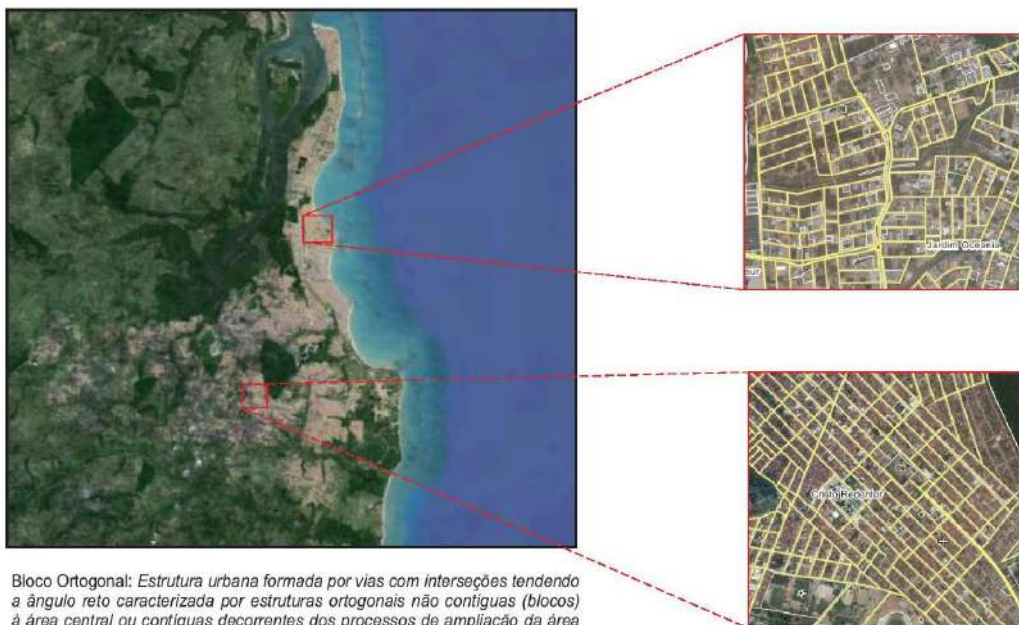 Jardim Oceania
Cristo Redentor
Bloco Ortogonal: Estrutura urbana formada por vias com interseções tendendo
a ângulo reto caracterizada por estruturas ortogonais não contíguas (blocos)
à área central ou contíguas decorrentes dos processos de ampliação da área